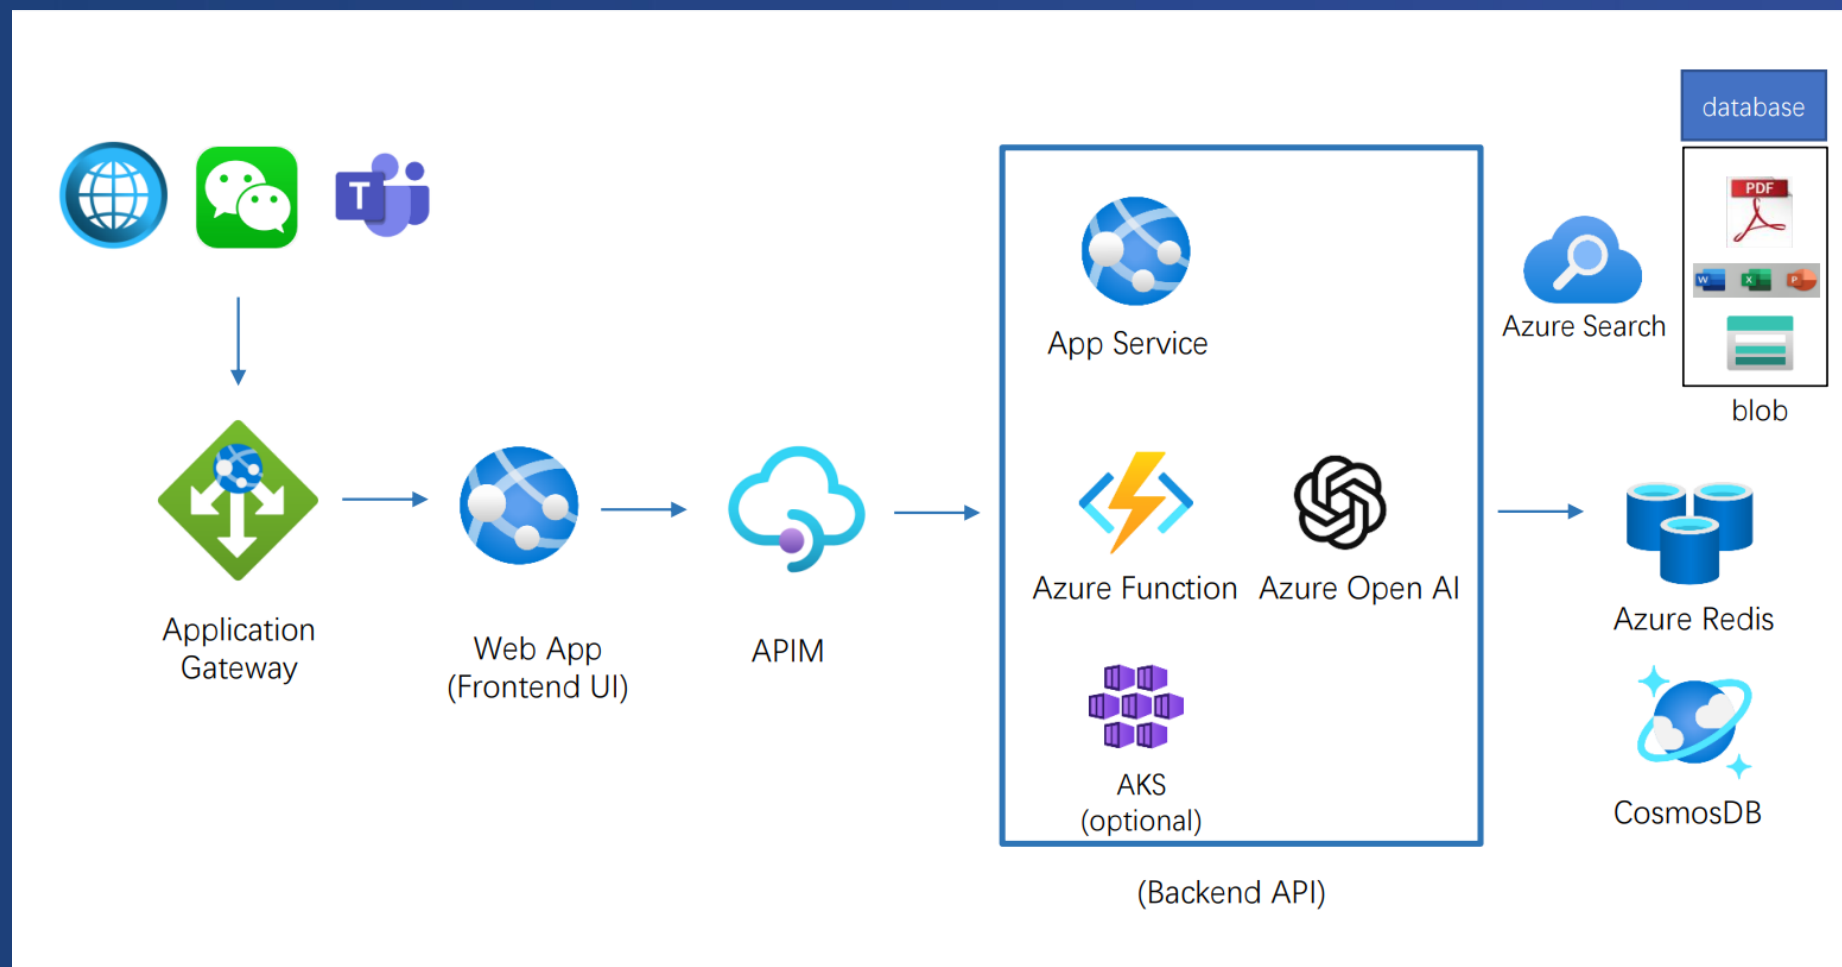 database
T
PDF
W X P
App Service
Azure Search
blob
Azure Function
Azure Open AI
Application
Gateway
Web App
(Frontend UI)
APIM
Azure Redis
AKS
(optional)
CosmosDB
(Backend API)